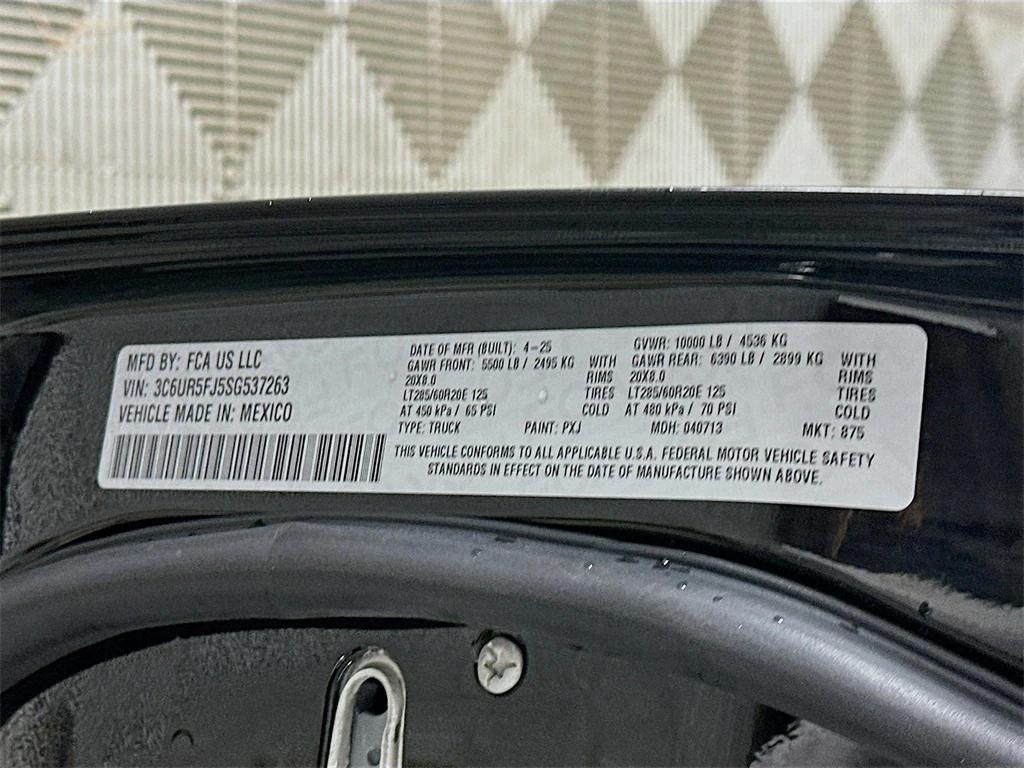 MFD BY: FCA US LLC
VIN: 3C6UR5FJ5SG537263
VEHICLE MADE IN: MEXICO
DATE OF MFR (BUILT): 4-25
GAWR FRONT: 5500 LB / 2495 KG WITH
20X8.0 RIMS
LT285/60R20E 125 TIRES
AT 450 kPa / 65 PSI COLD
GVWR: 10000 LB / 4536 KG
GAWR REAR: 6390 LB / 2899 KG WITH
20X8.0 RIMS
LT285/60R20E 125 TIRES
AT 480 kPa / 70 PSI COLD
TYPE: TRUCK PAINT: PXJ MDH: 040713 MKT: 875
THIS VEHICLE CONFORMS TO ALL APPLICABLE U.S.A. FEDERAL MOTOR VEHICLE SAFETY
STANDARDS IN EFFECT ON THE DATE OF MANUFACTURE SHOWN ABOVE.